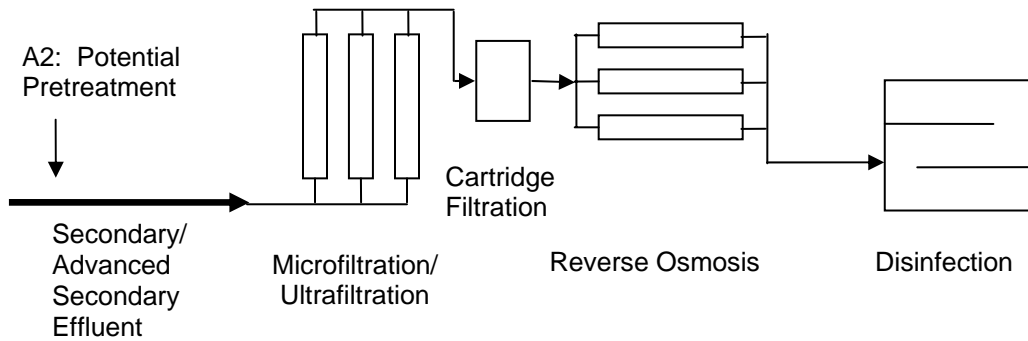 A2: Potential
Pretreatment
Secondary/
Advanced
Secondary
Effluent
Microfiltration/
Ultrafiltration
Cartridge
Filtration
Reverse Osmosis
Disinfection